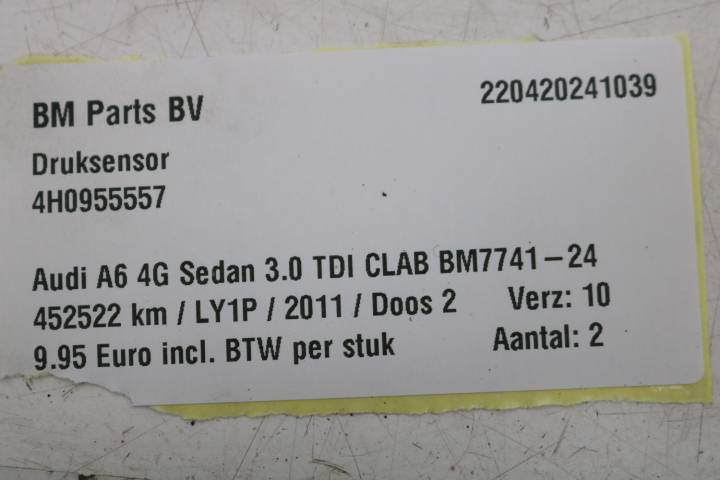 BM Parts BV 220420241039
Druksensor
4H0955557
Audi A6 4G Sedan 3.0 TDI CLAB BM7741-24
452522 km / LY1P / 2011 / Doos 2 Verz: 10
9.95 Euro incl. BTW per stuk Aantal: 2